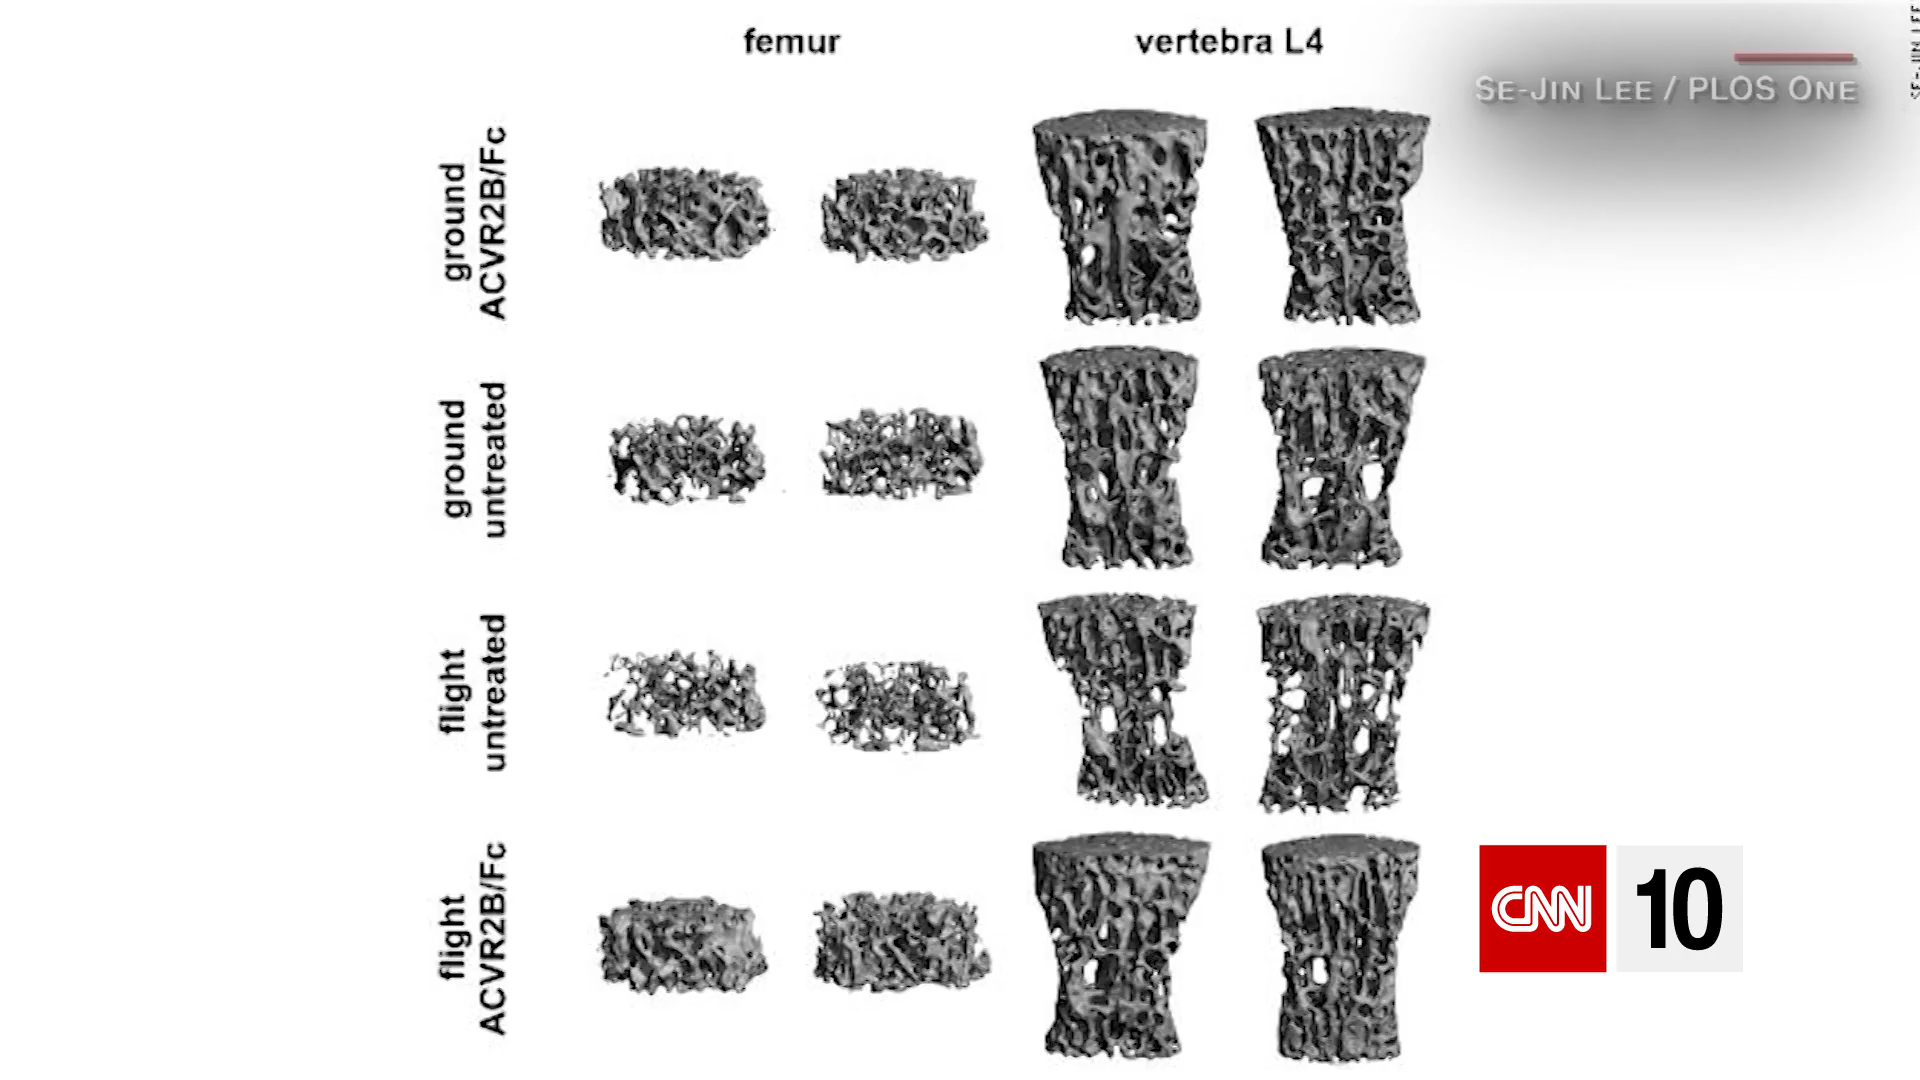 femur
vertebra L4
SE-JIN LEE / PLOS ONE
ground
ACVR2B/Fc
ground
untreated
flight
untreated
flight
ACVR2B/Fc
CNN 10